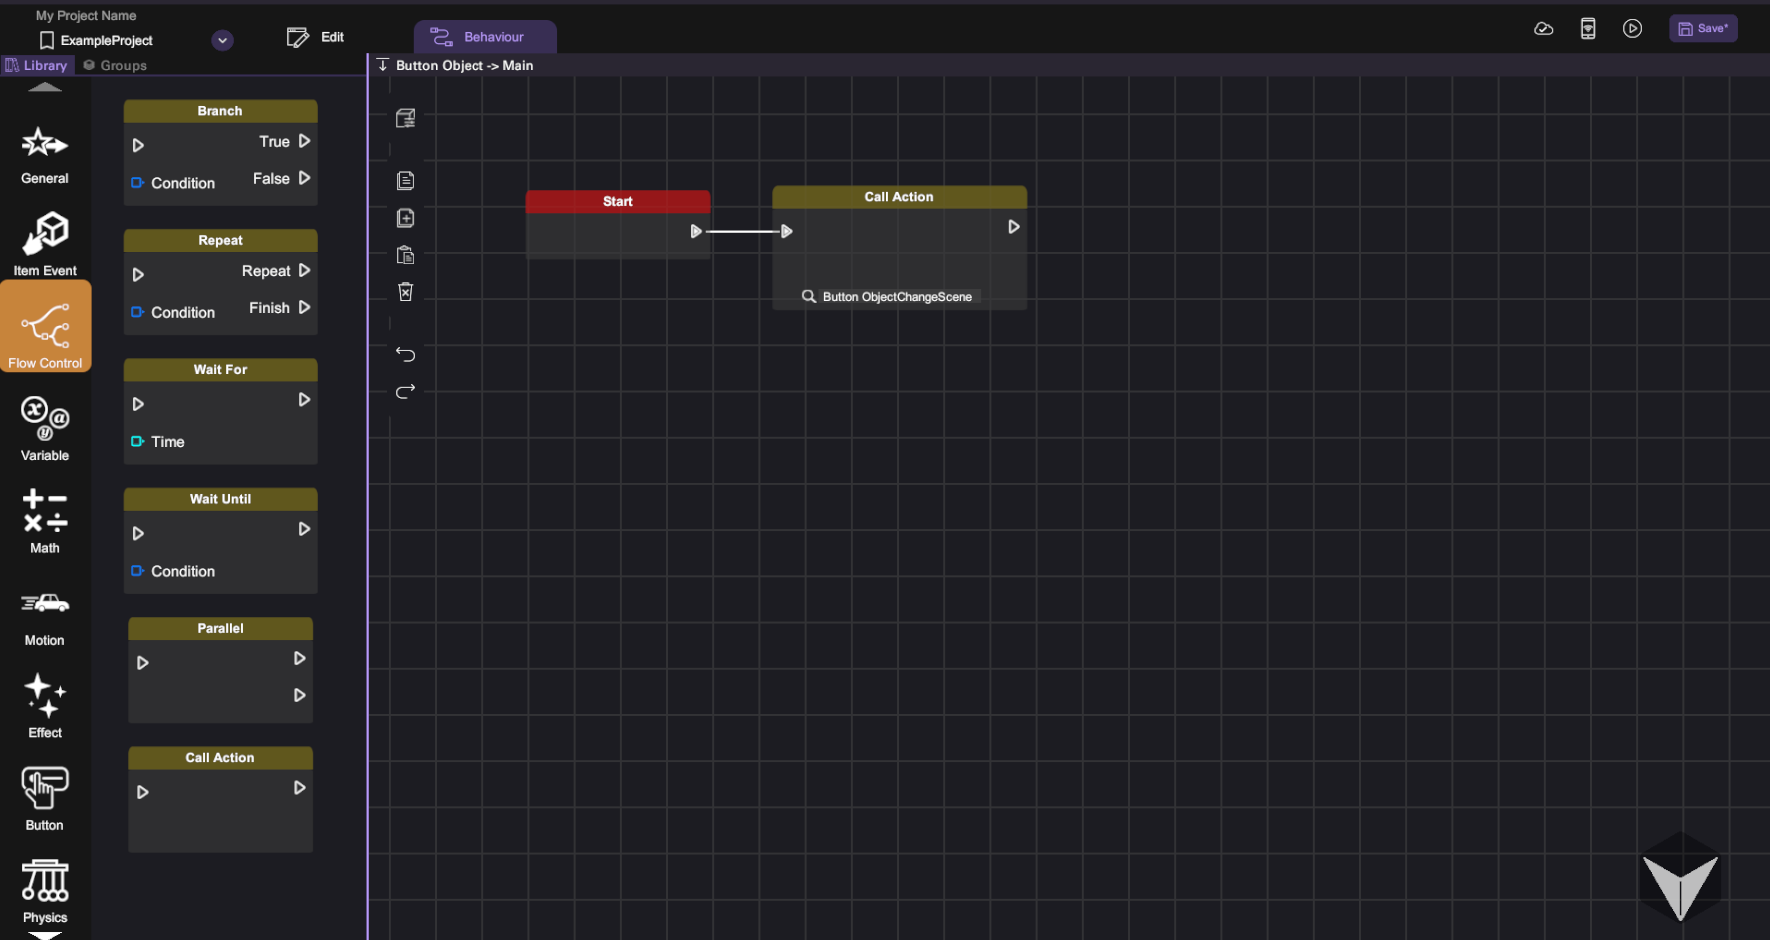 My Project Name
ExampleProject
Edit
Behaviour
Save*
Library
Groups
Button Object -> Main
General
Item Event
Flow Control
Variable
Math
Motion
Effect
Button
Physics
Branch
True
Condition
False
Repeat
Repeat
Condition
Finish
Wait For
Time
Wait Until
Condition
Parallel
Call Action
Start
Call Action
Button ObjectChangeScene